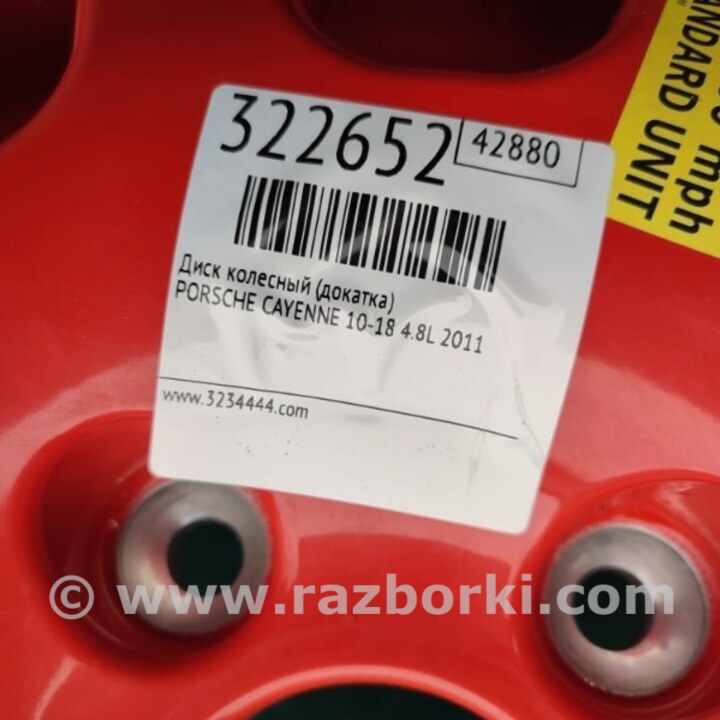 322652
42880
Диск колесный (докатка)
PORSCHE CAYENNE 10-18 4.8L 2011
www.3234444.com
mph
STANDARD UNIT
© www.razborki.com